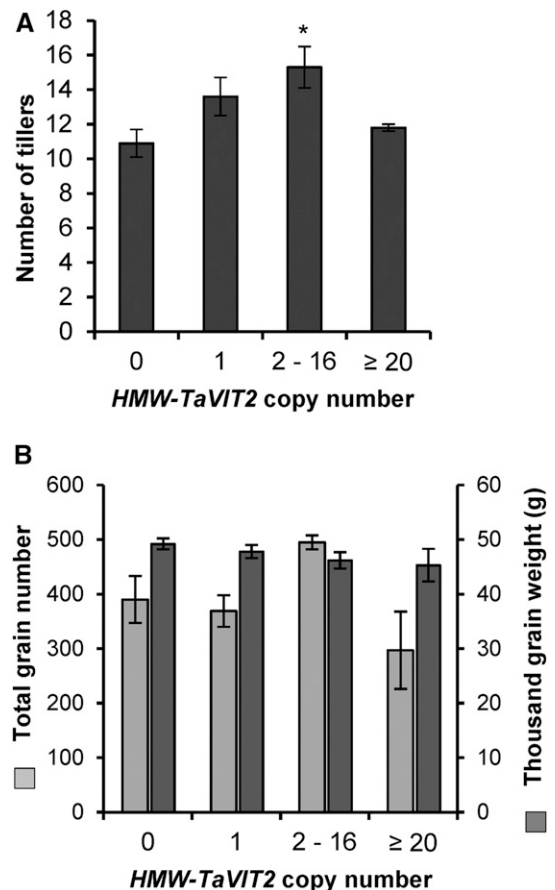 A
Number of tillers
18
16
14
12
10
8
6
4
2
0
*
0 1 2 - 16 ≥ 20
HMW-TaVIT2 copy number
B
Total grain number
600
500
400
300
200
100
0
60
50
40
30
20
10
0
Thousand grain weight (g)
0 1 2 - 16 ≥ 20
HMW-TaVIT2 copy number